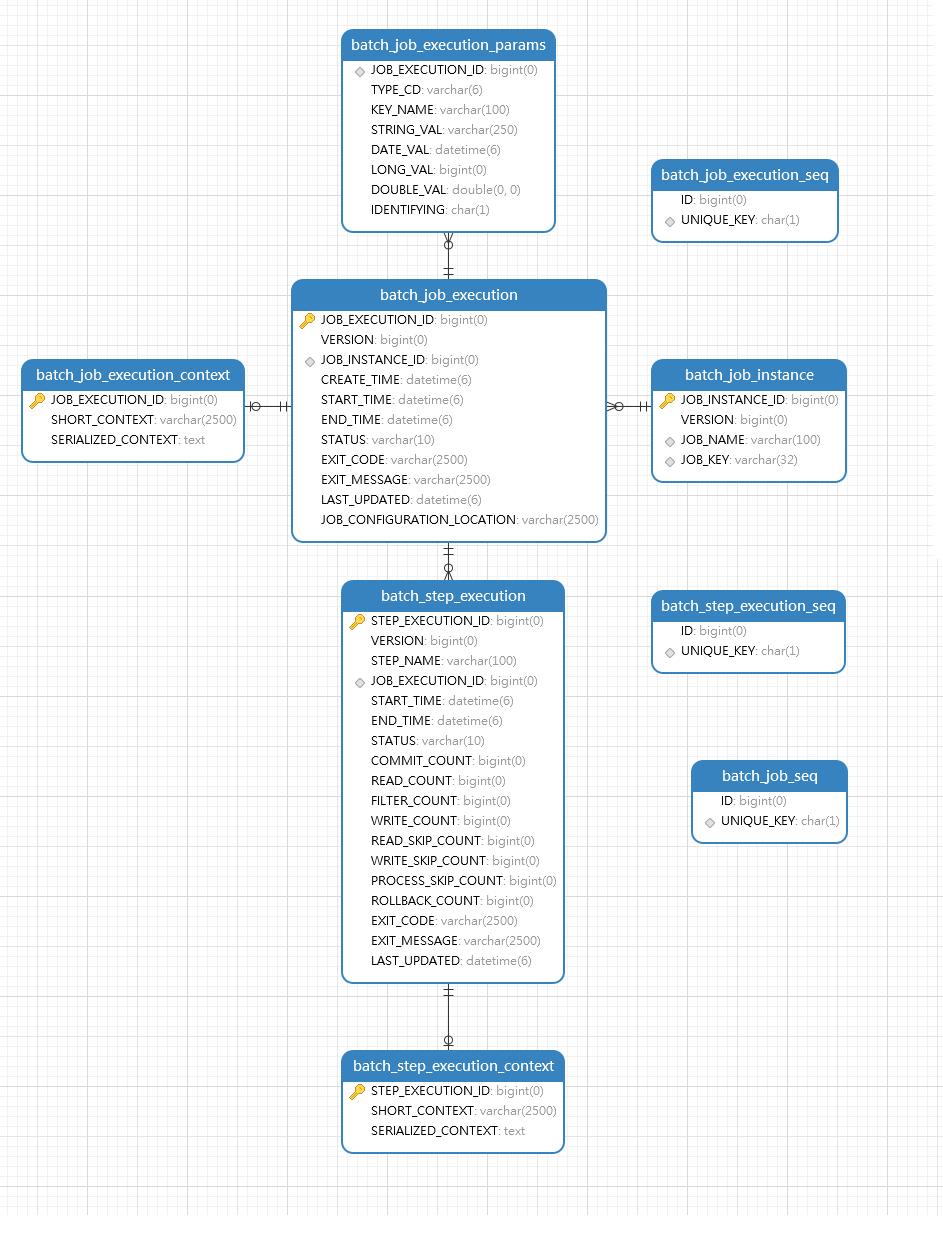 batch_job_execution_params
JOB_EXECUTION_ID: bigint(0)
TYPE_CD: varchar(6)
KEY_NAME: varchar(100)
STRING_VAL: varchar(250)
DATE_VAL: datetime(6)
LONG_VAL: bigint(0)
DOUBLE_VAL: double(0, 0)
IDENTIFYING: char(1)
batch_job_execution_seq
ID: bigint(0)
UNIQUE_KEY: char(1)
batch_job_execution
JOB_EXECUTION_ID: bigint(0)
VERSION: bigint(0)
JOB_INSTANCE_ID: bigint(0)
CREATE_TIME: datetime(6)
START_TIME: datetime(6)
END_TIME: datetime(6)
STATUS: varchar(10)
EXIT_CODE: varchar(2500)
EXIT_MESSAGE: varchar(2500)
LAST_UPDATED: datetime(6)
JOB_CONFIGURATION_LOCATION: varchar(2500)
batch_job_execution_context
JOB_EXECUTION_ID: bigint(0)
SHORT_CONTEXT: varchar(2500)
SERIALIZED_CONTEXT: text
batch_job_instance
JOB_INSTANCE_ID: bigint(0)
VERSION: bigint(0)
JOB_NAME: varchar(100)
JOB_KEY: varchar(32)
batch_step_execution
STEP_EXECUTION_ID: bigint(0)
VERSION: bigint(0)
STEP_NAME: varchar(100)
JOB_EXECUTION_ID: bigint(0)
START_TIME: datetime(6)
END_TIME: datetime(6)
STATUS: varchar(10)
COMMIT_COUNT: bigint(0)
READ_COUNT: bigint(0)
FILTER_COUNT: bigint(0)
WRITE_COUNT: bigint(0)
READ_SKIP_COUNT: bigint(0)
WRITE_SKIP_COUNT: bigint(0)
PROCESS_SKIP_COUNT: bigint(0)
ROLLBACK_COUNT: bigint(0)
EXIT_CODE: varchar(2500)
EXIT_MESSAGE: varchar(2500)
LAST_UPDATED: datetime(6)
batch_step_execution_seq
ID: bigint(0)
UNIQUE_KEY: char(1)
batch_job_seq
ID: bigint(0)
UNIQUE_KEY: char(1)
batch_step_execution_context
STEP_EXECUTION_ID: bigint(0)
SHORT_CONTEXT: varchar(2500)
SERIALIZED_CONTEXT: text